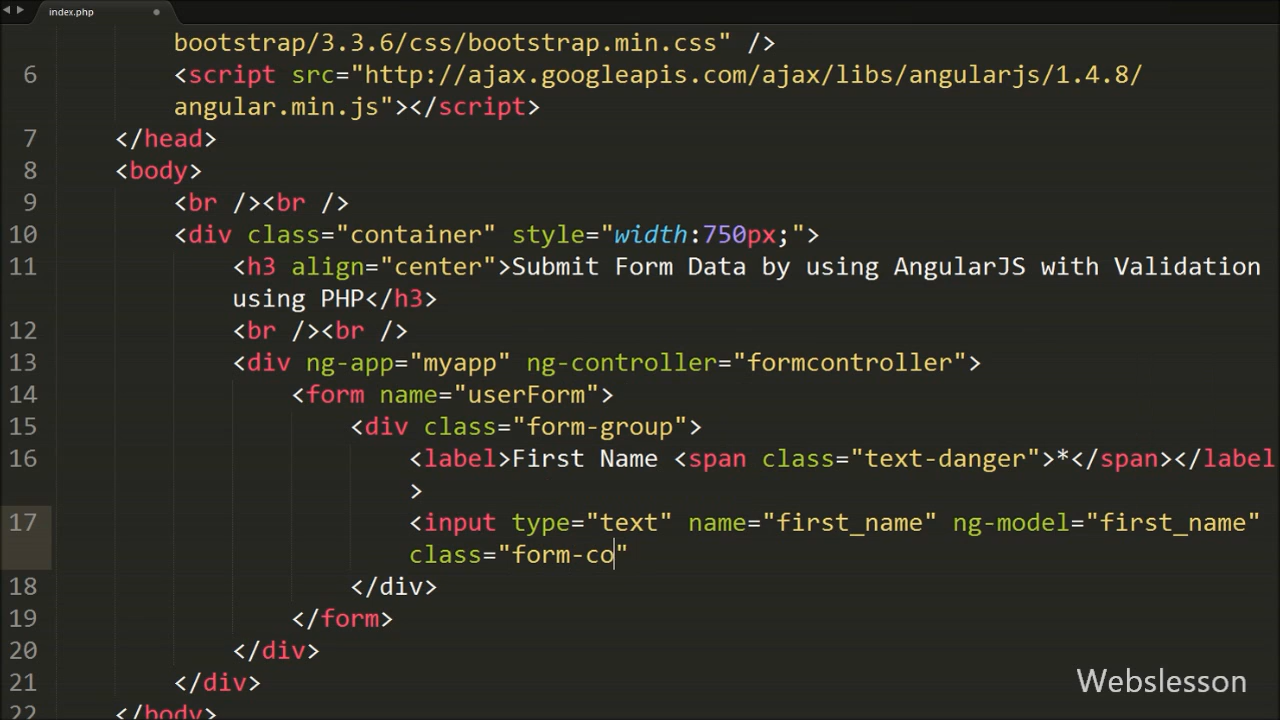 index.php
bootstrap/3.3.6/css/bootstrap.min.css" />
6 <script src="http://ajax.googleapis.com/ajax/libs/angularjs/1.4.8/
angular.min.js"></script>
7 </head>
8 <body>
9 <br /><br />
10 <div class="container" style="width:750px;">
11 <h3 align="center">Submit Form Data by using AngularJS with Validation
using PHP</h3>
12 <br /><br />
13 <div ng-app="myapp" ng-controller="formcontroller">
14 <form name="userForm">
15 <div class="form-group">
16 <label>First Name <span class="text-danger">*</span></label
>
17 <input type="text" name="first_name" ng-model="first_name"
class="form-co"
18 </div>
19 </form>
20 </div>
21 </div>
22 </body>
Webslesson